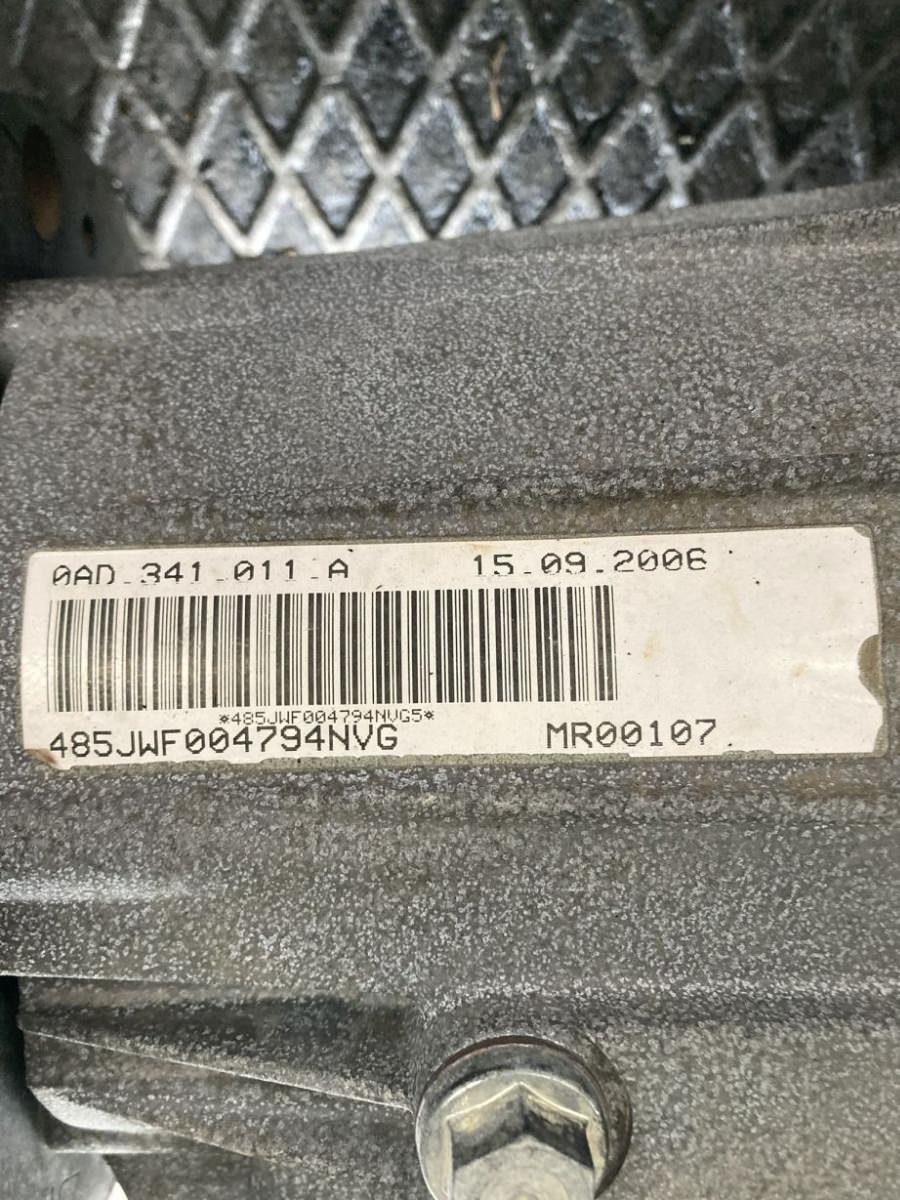 0AD.341.011.A 15.09.2006
*485JWF004794NVG5*
485JWF004794NVG MR00107